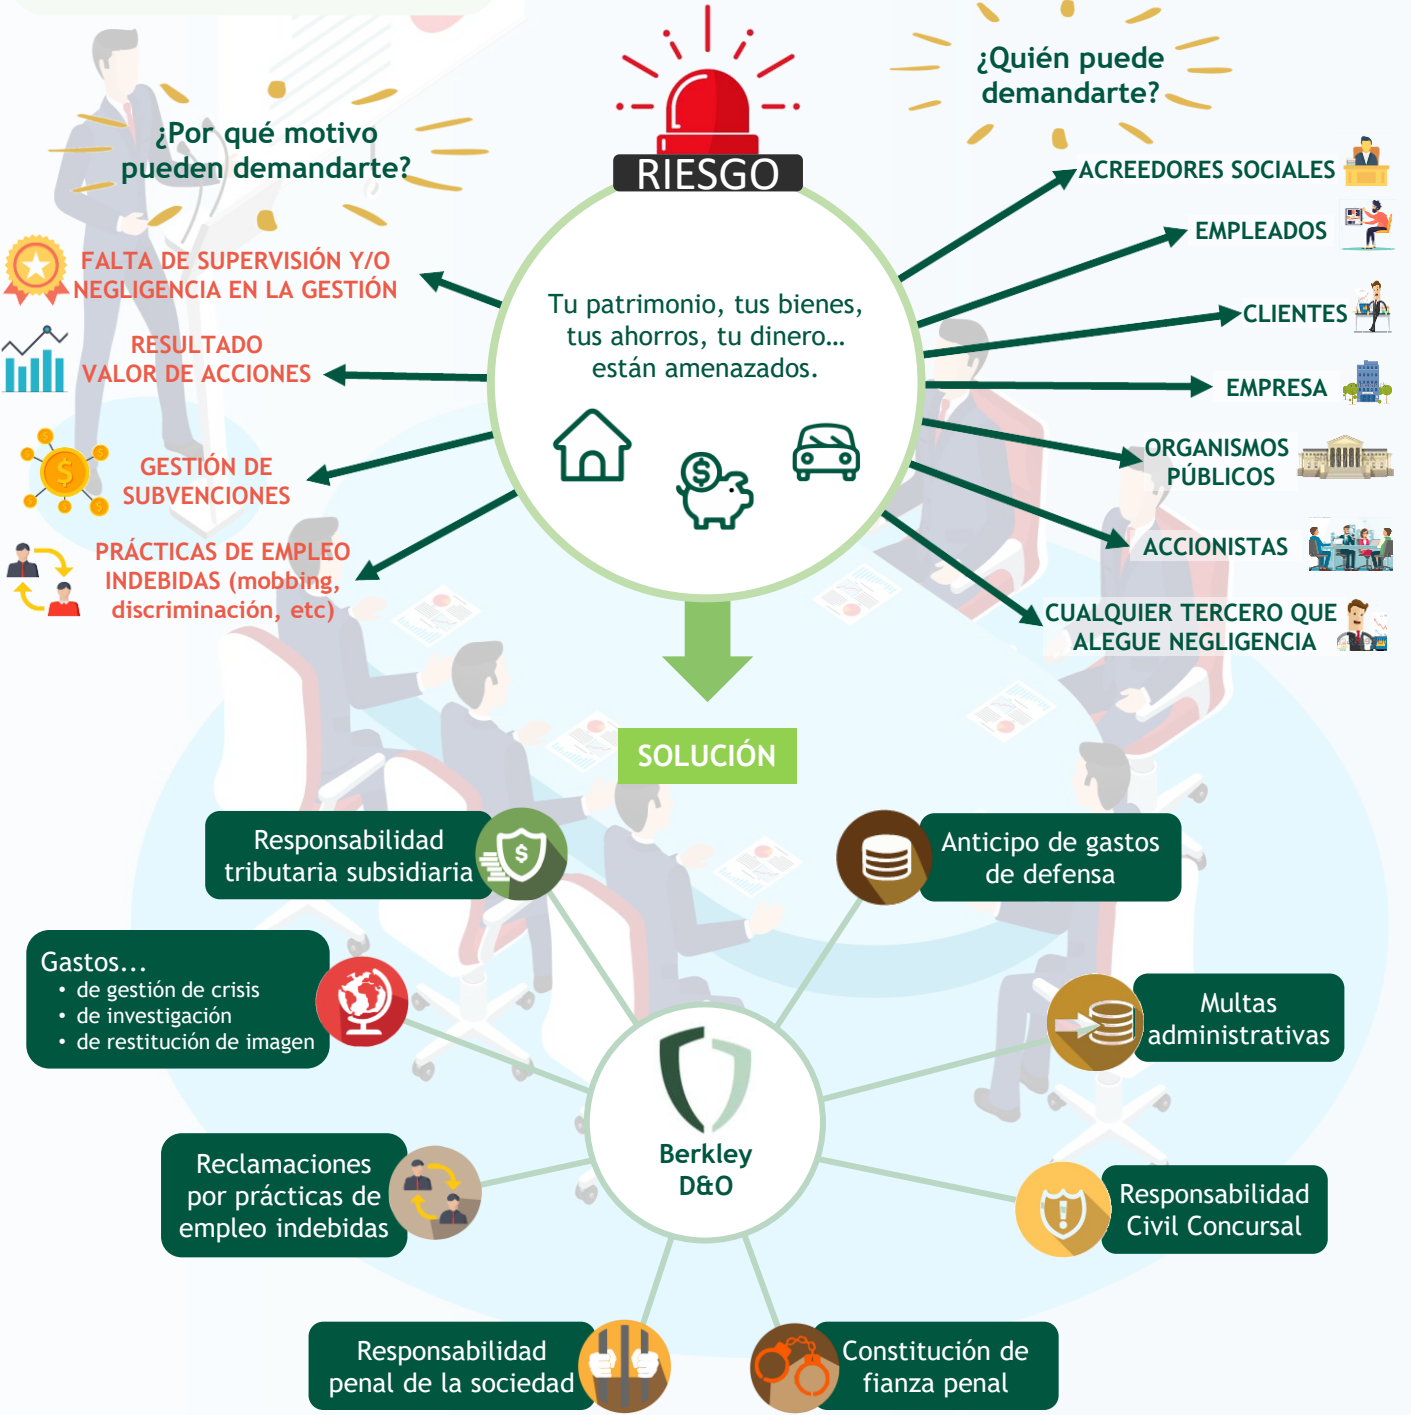 ¿Por qué motivo
pueden demandarte?
RIESGO
¿Quién puede
demandarte?
FALTA DE SUPERVISIÓN Y/O
NEGLIGENCIA EN LA GESTIÓN
RESULTADO
VALOR DE ACCIONES
GESTIÓN DE
SUBVENCIONES
PRÁCTICAS DE EMPLEO
INDEBIDAS (mobbing,
discriminación, etc)
Tu patrimonio, tus bienes,
tus ahorros, tu dinero…
están amenazados.
ACREEDORES SOCIALES
EMPLEADOS
CLIENTES
EMPRESA
ORGANISMOS
PÚBLICOS
ACCIONISTAS
CUALQUIER TERCERO QUE
ALEGUE NEGLIGENCIA
SOLUCIÓN
Responsabilidad
tributaria subsidiaria
Anticipo de gastos
de defensa
Gastos...
• de gestión de crisis
• de investigación
• de restitución de imagen
Multas
administrativas
Berkley
D&O
Reclamaciones
por prácticas de
empleo indebidas
Responsabilidad
Civil Concursal
Responsabilidad
penal de la sociedad
Constitución de
fianza penal